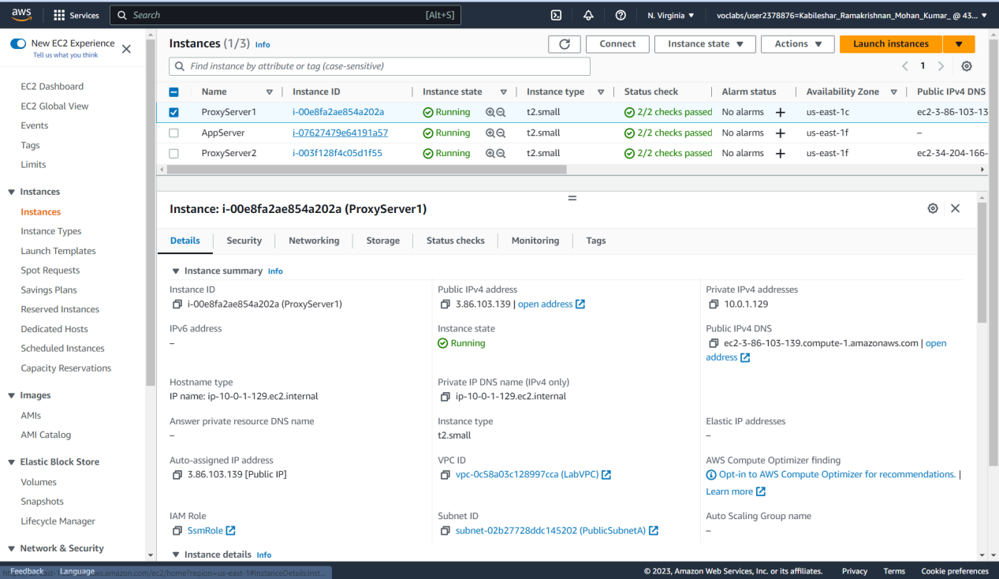 aws Services Search [Alt+S] N. Virginia voclabs/user2378876=Kabileshar_Ramakrishnan_Mohan_Kumar_ @ 43...
New EC2 Experience
Tell us what you think
EC2 Dashboard
EC2 Global View
Events
Tags
Limits
Instances
Instances
Instance Types
Launch Templates
Spot Requests
Savings Plans
Reserved Instances
Dedicated Hosts
Scheduled Instances
Capacity Reservations
Images
AMIs
AMI Catalog
Elastic Block Store
Volumes
Snapshots
Lifecycle Manager
Network & Security
Instances (1/3) Info Connect Instance state Actions Launch instances
Find instance by attribute or tag (case-sensitive) 1
Name Instance ID Instance state Instance type Status check Alarm status Availability Zone Public IPv4 DNS
ProxyServer1 i-00e8fa2ae854a202a Running t2.small 2/2 checks passed No alarms + us-east-1c ec2-3-86-103-13
AppServer i-07627479e64191a57 Running t2.small 2/2 checks passed No alarms + us-east-1f –
ProxyServer2 i-003f128f4c05d1f55 Running t2.small 2/2 checks passed No alarms + us-east-1f ec2-34-204-166-
Instance: i-00e8fa2ae854a202a (ProxyServer1)
Details Security Networking Storage Status checks Monitoring Tags
Instance summary Info
Instance ID Public IPv4 address Private IPv4 addresses
i-00e8fa2ae854a202a (ProxyServer1) 3.86.103.139 | open address 10.0.1.129
IPv6 address Instance state Public IPv4 DNS
– Running ec2-3-86-103-139.compute-1.amazonaws.com | open
address
Hostname type Private IP DNS name (IPv4 only)
IP name: ip-10-0-1-129.ec2.internal ip-10-0-1-129.ec2.internal
Answer private resource DNS name Instance type Elastic IP addresses
– t2.small –
Auto-assigned IP address VPC ID AWS Compute Optimizer finding
3.86.103.139 [Public IP] vpc-0c58a03c128997cca (LabVPC) Opt-in to AWS Compute Optimizer for recommendations. |
Learn more
IAM Role Subnet ID Auto Scaling Group name
SsmRole subnet-02b27728ddc145202 (PublicSubnetA) –
Instance details Info
Feedback Language © 2023, Amazon Web Services, Inc. or its affiliates. Privacy Terms Cookie preferences